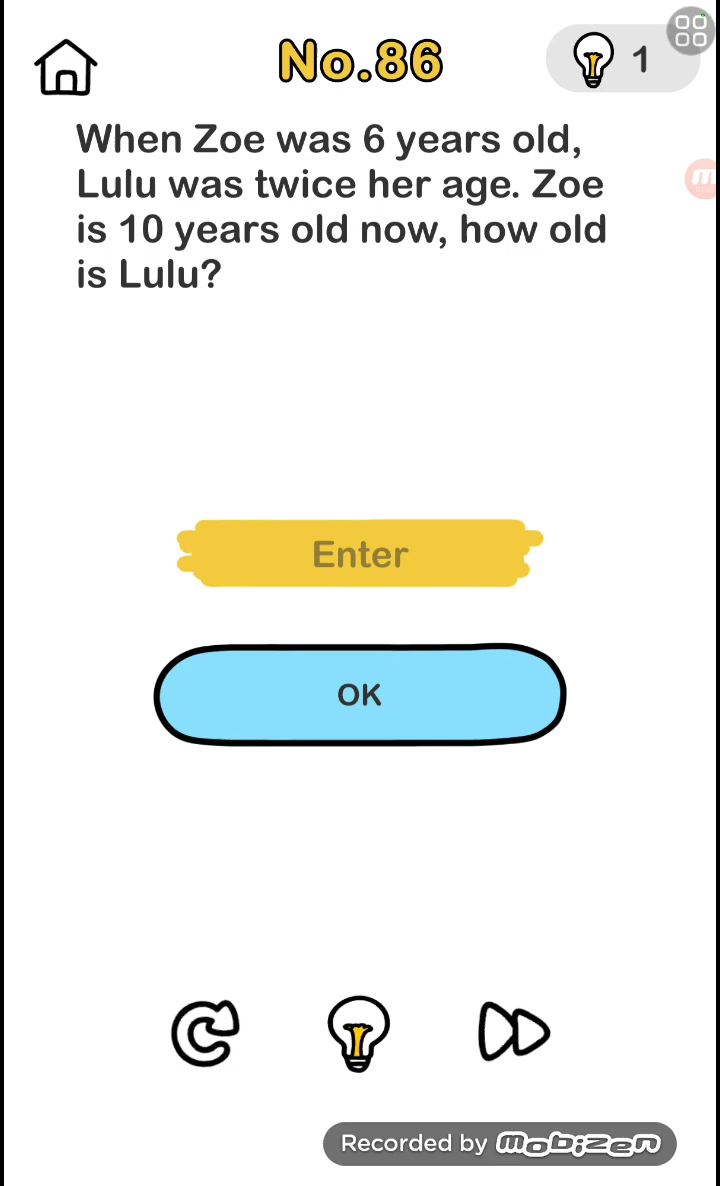 No.86
1
When Zoe was 6 years old,
Lulu was twice her age. Zoe
is 10 years old now, how old
is Lulu?
Enter
OK
Recorded by mobizen